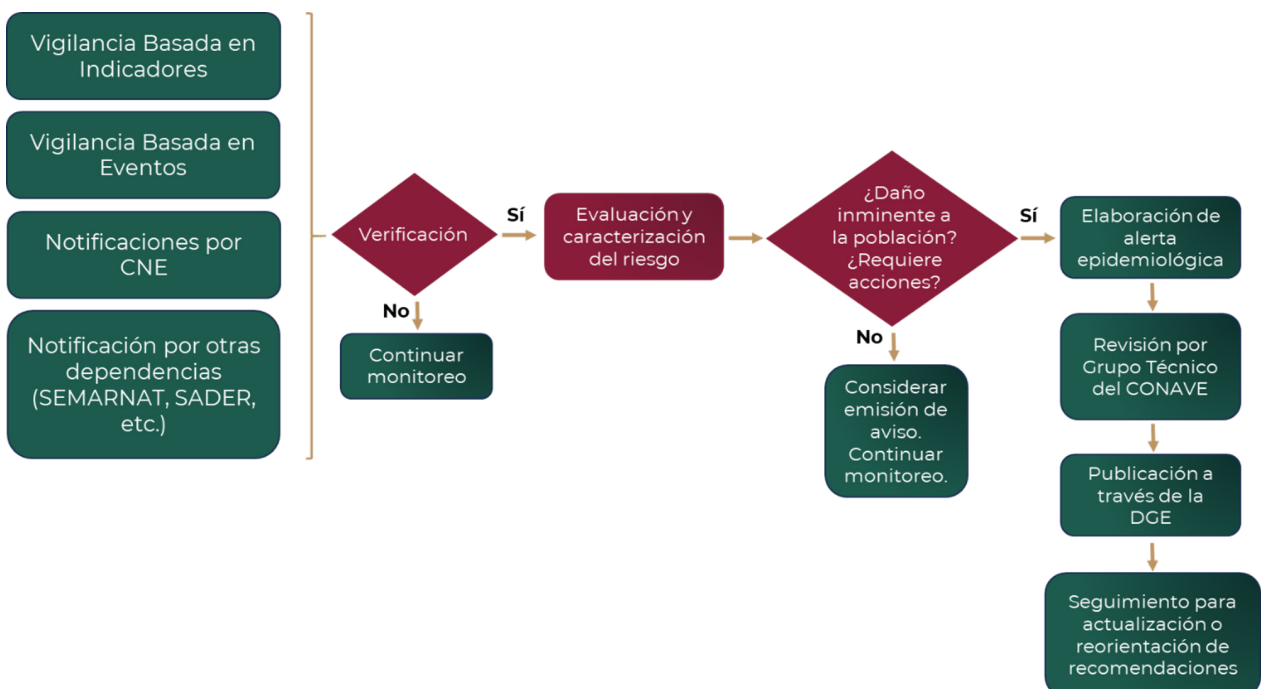 Vigilancia Basada en
Indicadores
Vigilancia Basada en
Eventos
Notificaciones por
CNE
Notificación por otras
dependencias
(SEMARNAT, SADER,
etc.)
Verificación
Sí
No
Continuar
monitoreo
Evaluación y
caracterización
del riesgo
¿Daño
inminente a
la población?
¿Requiere
acciones?
Sí
No
Considerar
emisión de
aviso.
Continuar
monitoreo.
Elaboración de
alerta
epidemiológica
Revisión por
Grupo Técnico
del CONAVE
Publicación a
través de la
DGE
Seguimiento para
actualización o
reorientación de
recomendaciones